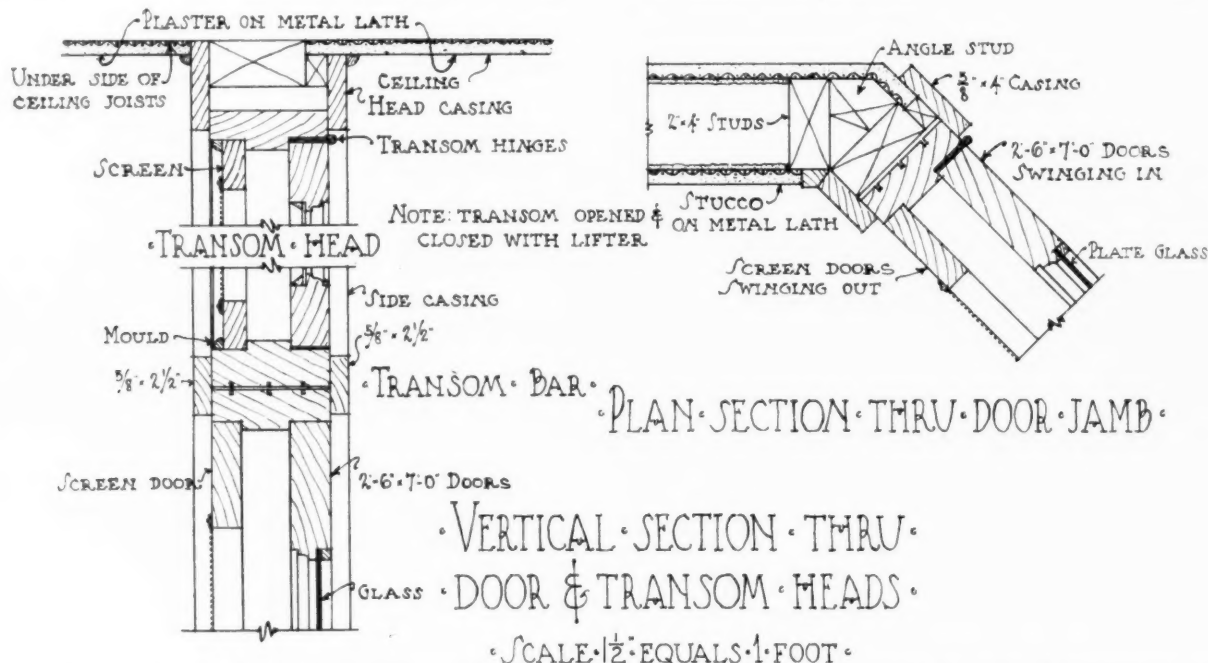 PLASTER ON METAL LATH
UNDER SIDE OF
CEILING JOISTS
CEILING
HEAD CASING
TRANSOM HINGES
SCREEN
NOTE: TRANSOM OPENED &
CLOSED WITH LIFTER
·TRANSOM·HEAD
SIDE CASING
5/8"×2 1/2"
MOULD
5/8"×2 1/2"
·TRANSOM·BAR·
SCREEN DOOR
2'-6"×7'-0" DOORS
GLASS
ANGLE STUD
5/8"×4" CASING
2"×4" STUDS
2'-6"×7'-0" DOORS
SWINGING IN
STUCCO
ON METAL LATH
PLATE GLASS
SCREEN DOORS
SWINGING OUT
·PLAN·SECTION·THRU·DOOR·JAMB·
·VERTICAL·SECTION·THRU·
·DOOR·&·TRANSOM·HEADS·
·SCALE·1 1/2"·EQUALS·1·FOOT·